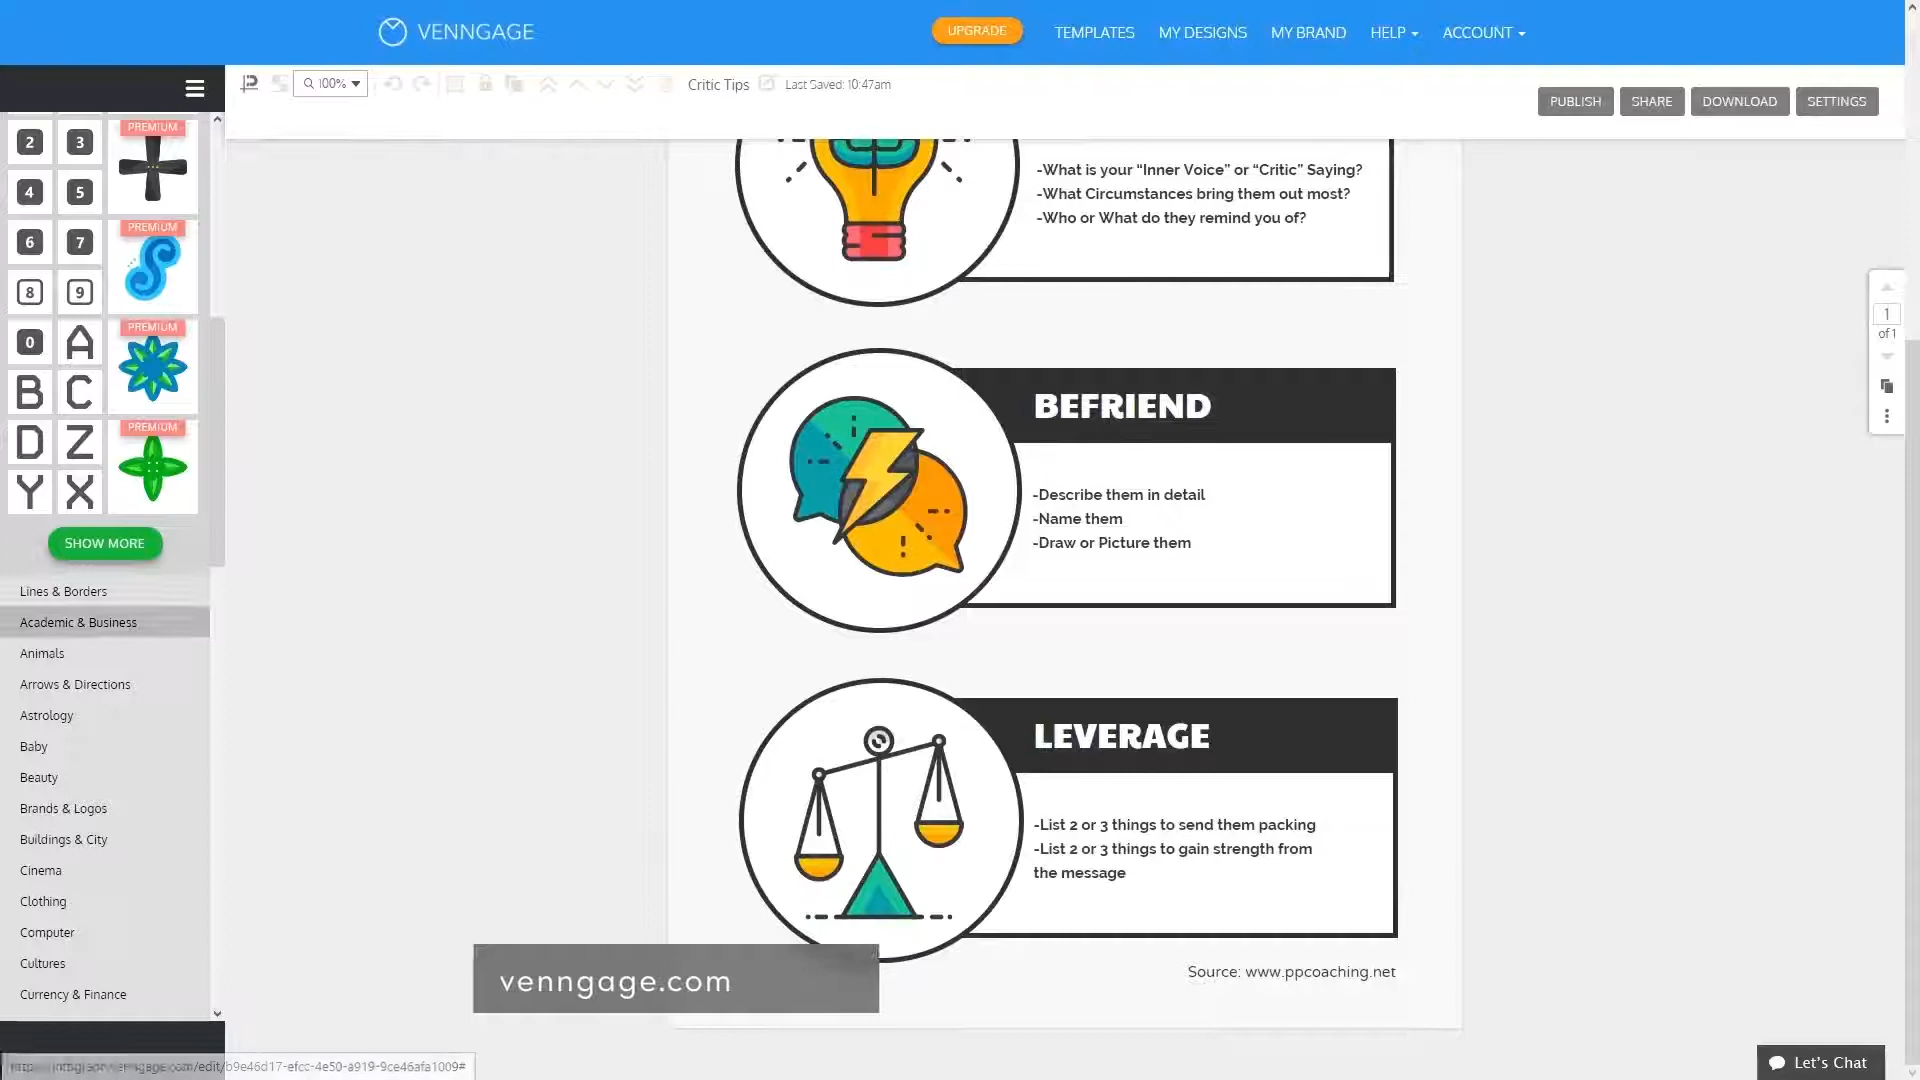 VENNGAGE
UPGRADE
TEMPLATES
MY DESIGNS
MY BRAND
HELP
ACCOUNT
100%
Critic Tips
Last Saved: 10:47am
PUBLISH
SHARE
DOWNLOAD
SETTINGS
2 3
4 5
6 7
8 9
0 A
B C
D Z
Y X
PREMIUM
PREMIUM
PREMIUM
PREMIUM
SHOW MORE
Lines & Borders
Academic & Business
Animals
Arrows & Directions
Astrology
Baby
Beauty
Brands & Logos
Buildings & City
Cinema
Clothing
Computer
Cultures
Currency & Finance
-What is your “Inner Voice” or “Critic” Saying?
-What Circumstances bring them out most?
-Who or What do they remind you of?
BEFRIEND
-Describe them in detail
-Name them
-Draw or Picture them
LEVERAGE
-List 2 or 3 things to send them packing
-List 2 or 3 things to gain strength from
the message
Source: www.ppcoaching.net
venngage.com
1
of 1
Let's Chat